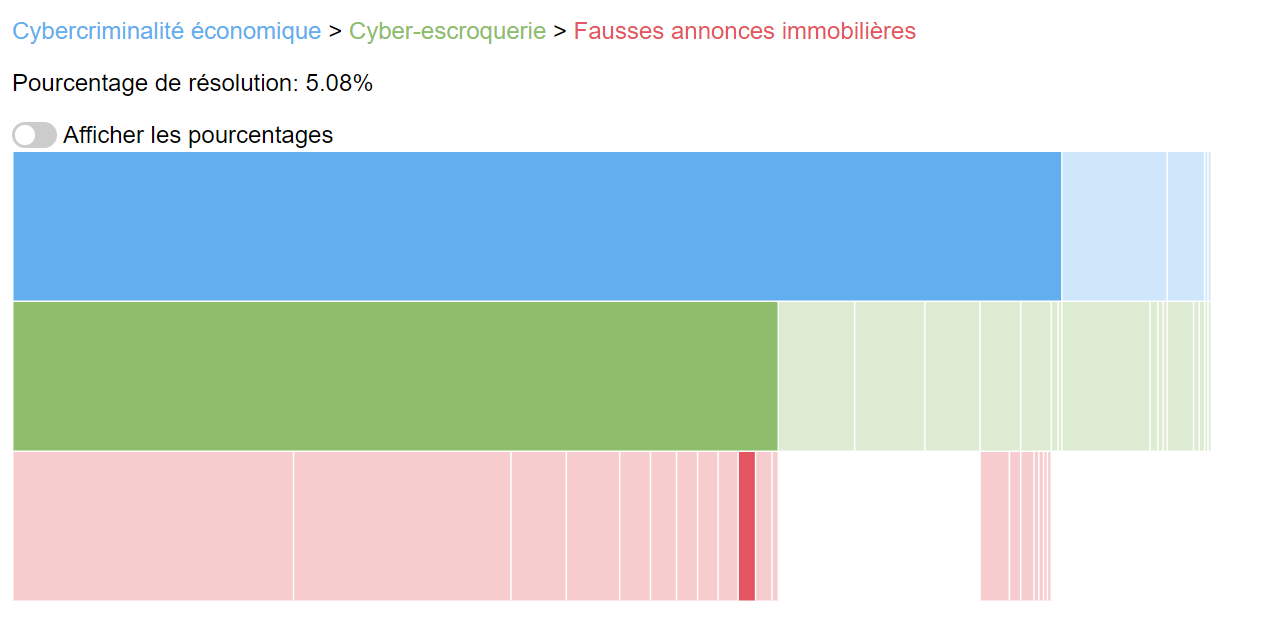 Cybercriminalité économique > Cyber-escroquerie > Fausses annonces immobilières
Pourcentage de résolution: 5.08%
Afficher les pourcentages